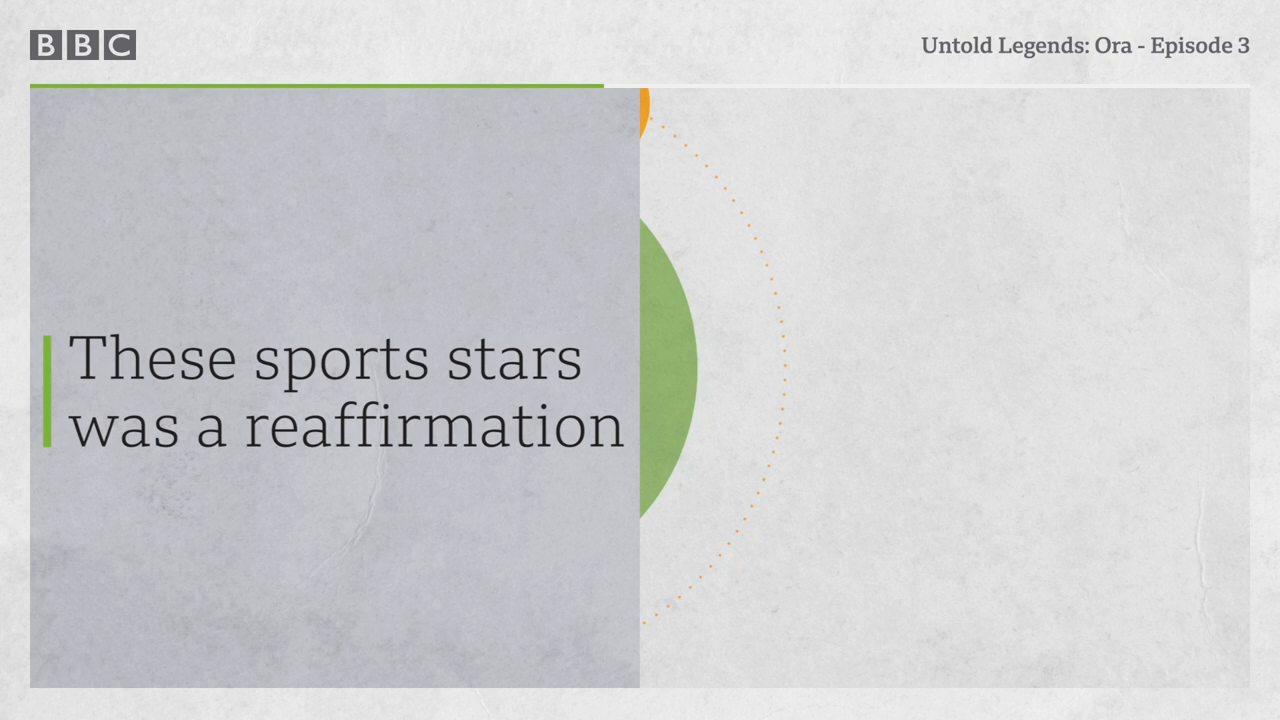 BBC
Untold Legends: Ora - Episode 3
These sports stars
was a reaffirmation